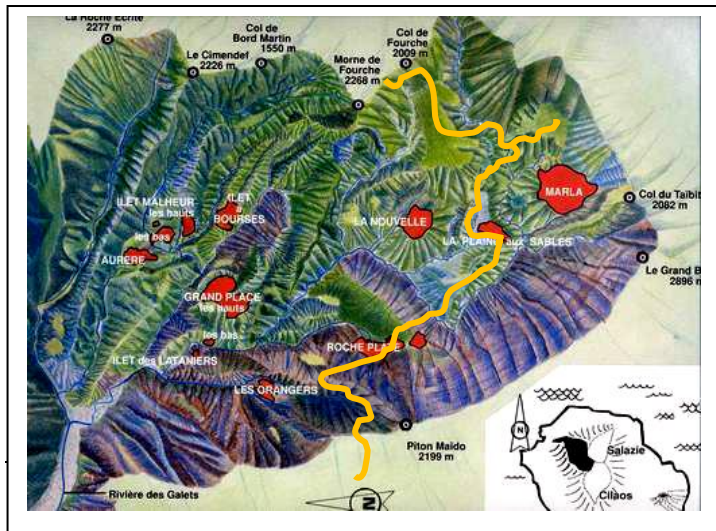 La Roche Ecrite
2277 m
Col de
Bord Martin
1550 m
Le Cimendef
2226 m
Morne de
Fourche
2268 m
Col de
Fourche
2009 m
ILET MALHEUR
les hauts
les bas
AURERE
ILET
BOURSES
LA NOUVELLE
MARLA
Col du Taïbit
2082 m
LA PLAINE aux SABLES
Le Grand B
2896 m
GRAND PLACE
les hauts
les bas
ILET des LATANIERS
ROCHE PLATE
LES ORANGERS
Piton Maïdo
2199 m
Rivière des Galets
N
N
Salazie
Cilaos